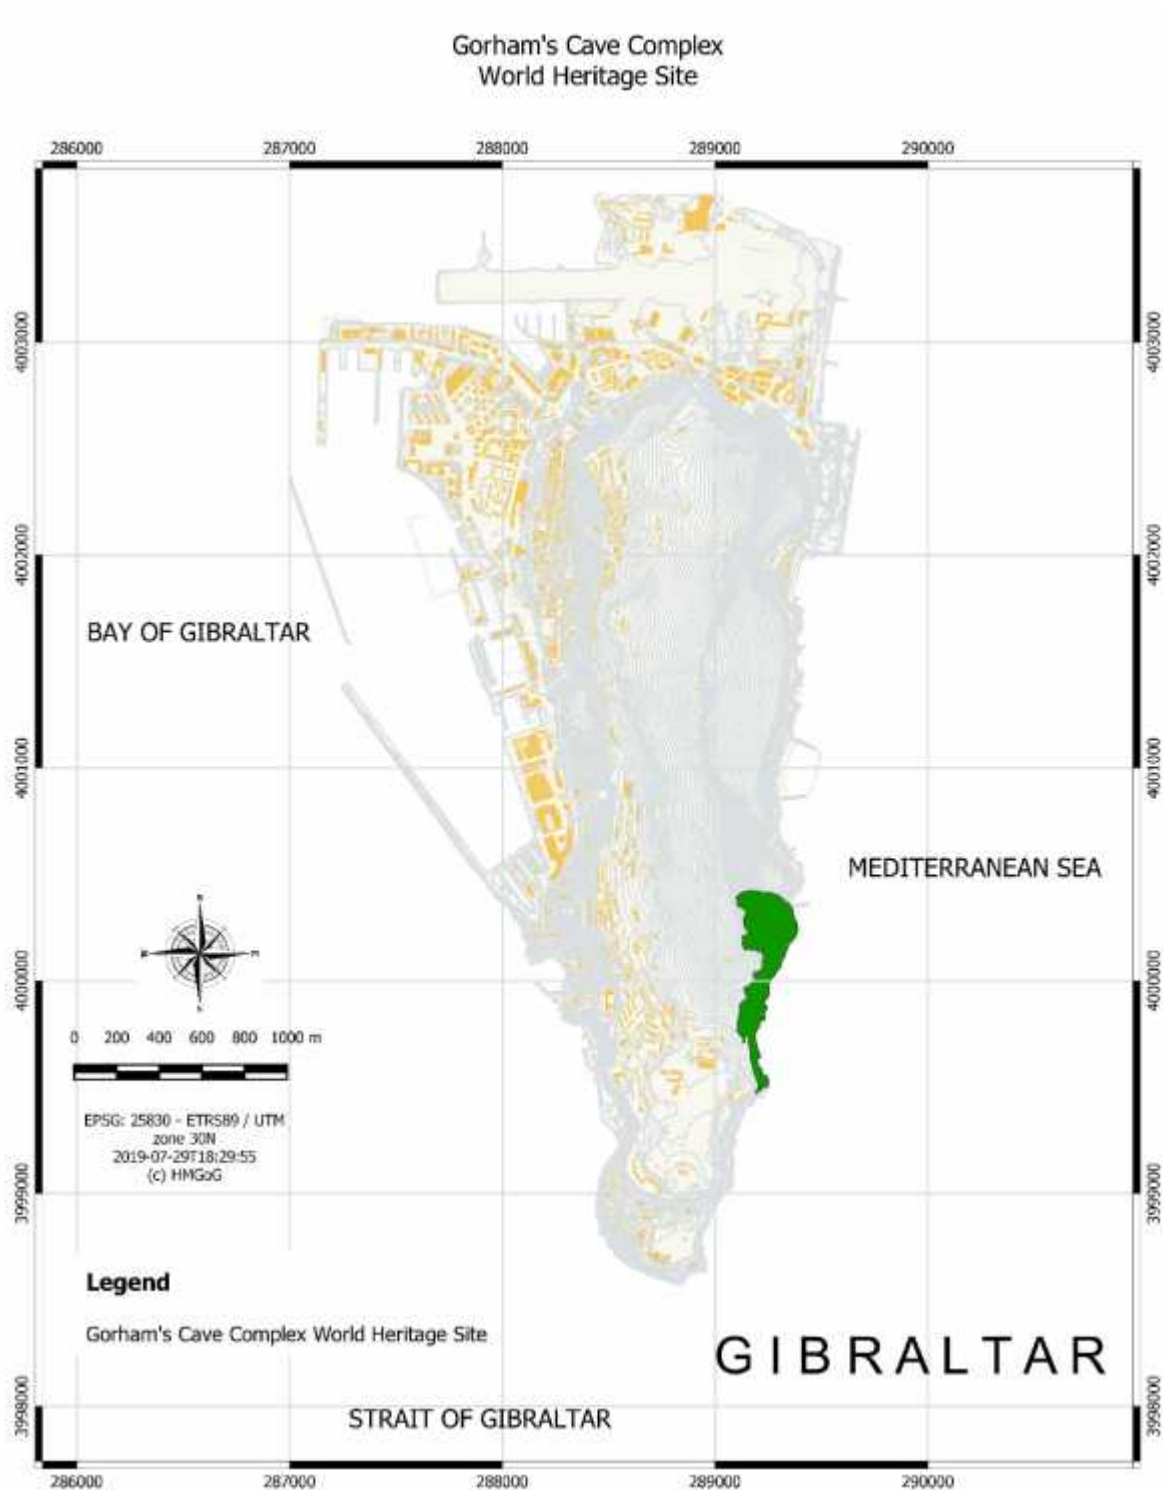 Gorham's Cave Complex
World Heritage Site
286000 287000 288000 289000 290000
4003000 4003000
4002000 4002000
BAY OF GIBRALTAR
4001000 4001000
MEDITERRANEAN SEA
4000000 4000000
0 200 400 600 800 1000 m
EPSG: 25830 - ETRS89 / UTM
zone 30N
2019-07-29T18:29:55
(c) HMGoG
3999000 3999000
Legend
Gorham's Cave Complex World Heritage Site
GIBRALTAR
3998000 3998000
STRAIT OF GIBRALTAR
286000 287000 288000 289000 290000